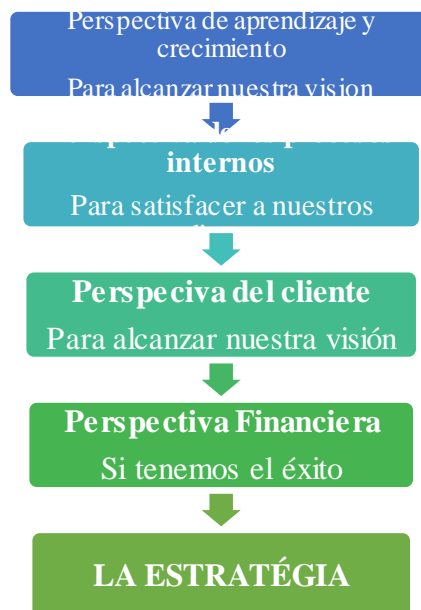 Perspectiva de aprendizaje y
crecimiento
Para alcanzar nuestra vision
internos
Para satisfacer a nuestros
Perspeciva del cliente
Para alcanzar nuestra visión
Perspectiva Financiera
Si tenemos el éxito
LA ESTRATÉGIA